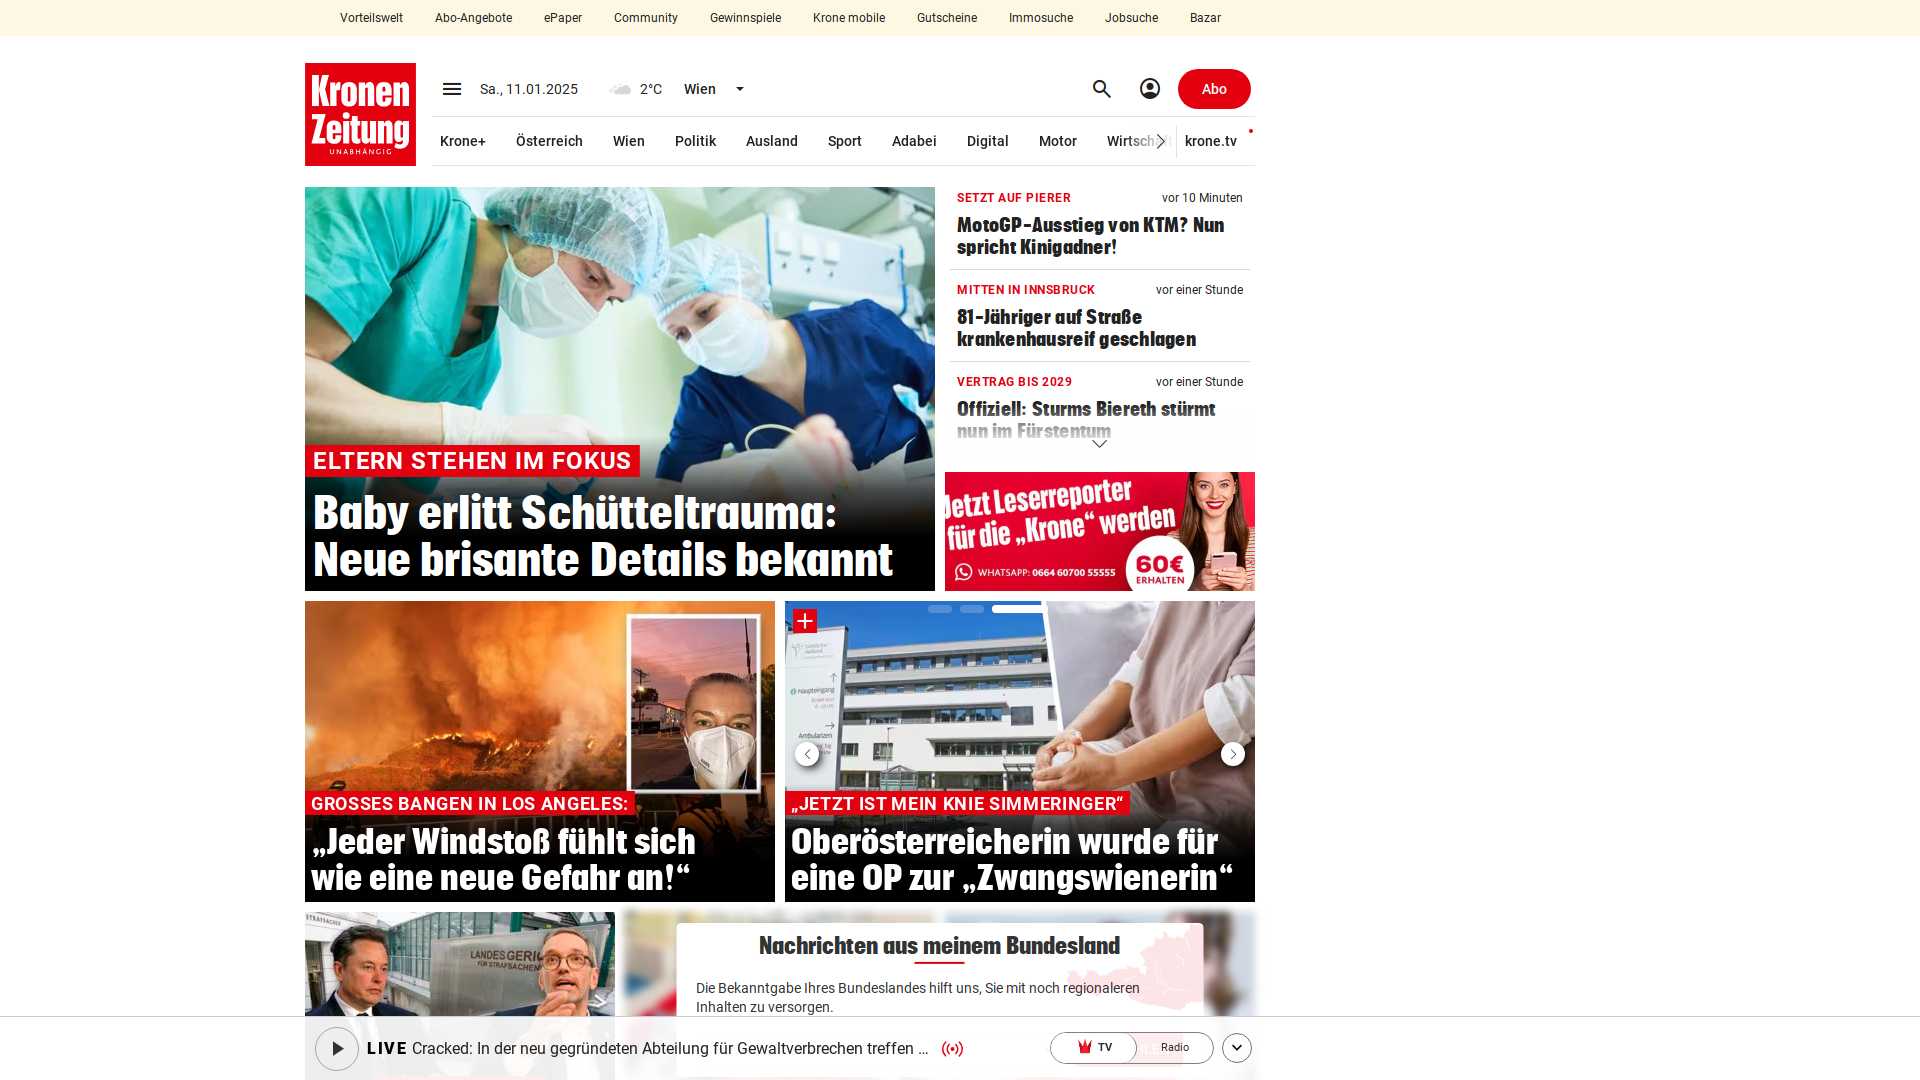 Vorteilswelt Abo-Angebote ePaper Community Gewinnspiele Krone mobile Gutscheine Immosuche Jobsuche Bazar
Kronen
Zeitung
UNABHÄNGIG
Sa., 11.01.2025 2°C Wien
Abo
Krone+ Österreich Wien Politik Ausland Sport Adabei Digital Motor Wirtschaft krone.tv
ELTERN STEHEN IM FOKUS
Baby erlitt Schütteltrauma:
Neue brisante Details bekannt
SETZT AUF PIERER vor 10 Minuten
MotoGP-Ausstieg von KTM? Nun
spricht Kinigadner!
MITTEN IN INNSBRUCK vor einer Stunde
81-Jähriger auf Straße
krankenhausreif geschlagen
VERTRAG BIS 2029 vor einer Stunde
Offiziell: Sturms Biereth stürmt
nun im Fürstentum
Jetzt Leserreporter
für die „Krone“ werden
WHATSAPP: 0664 60700 55555
60€
ERHALTEN
GROSSES BANGEN IN LOS ANGELES:
„Jeder Windstoß fühlt sich
wie eine neue Gefahr an!“
Haupteingang
Ambulanzen
„JETZT IST MEIN KNIE SIMMERINGER“
Oberösterreicherin wurde für
eine OP zur „Zwangswienerin“
LANDESGERIC
FÜR STRAFSACHEN
Nachrichten aus meinem Bundesland
Die Bekanntgabe Ihres Bundeslandes hilft uns, Sie mit noch regionaleren
Inhalten zu versorgen.
LIVE Cracked: In der neu gegründeten Abteilung für Gewaltverbrechen treffen ...
TV Radio